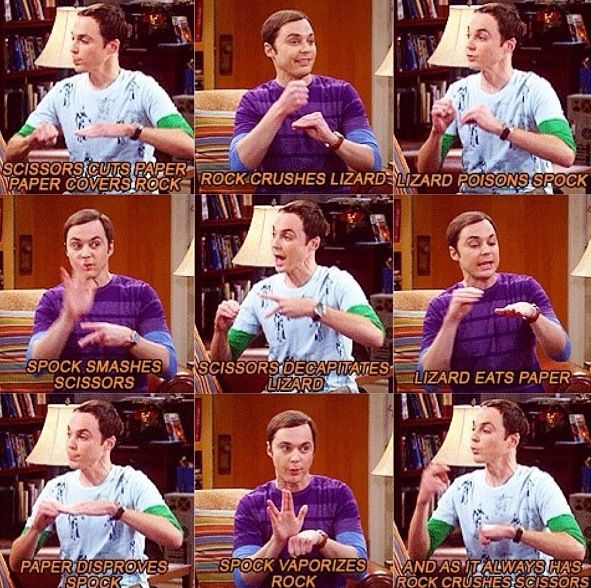 SCISSORS CUTS PAPER
PAPER COVERS ROCK
ROCK CRUSHES LIZARD
LIZARD POISONS SPOCK
SPOCK SMASHES
SCISSORS
SCISSORS DECAPITATES
LIZARD
LIZARD EATS PAPER
PAPER DISPROVES
SPOCK
SPOCK VAPORIZES
ROCK
AND AS IT ALWAYS HAS
ROCK CRUSHES SCISSORS